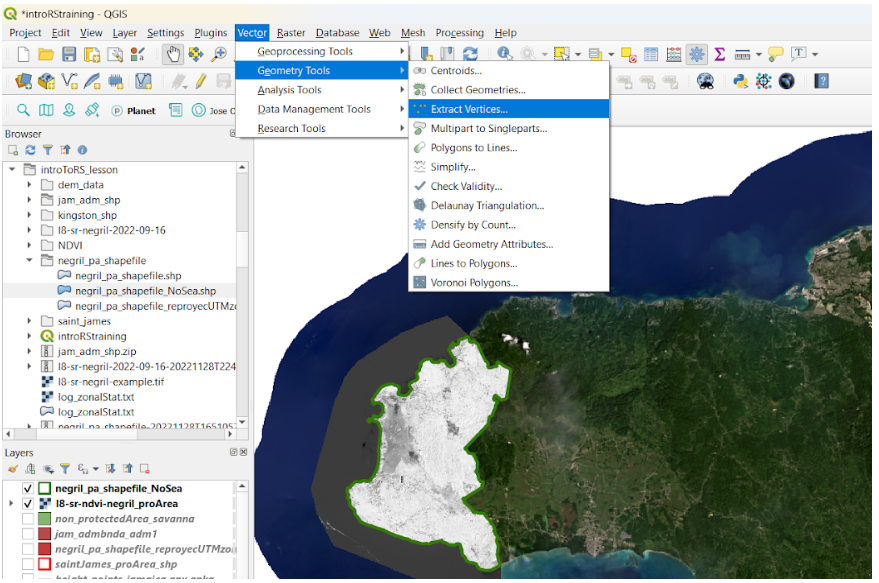 *introRStraining - QGIS
Project Edit View Layer Settings Plugins Vector Raster Database Web Mesh Processing Help
Geoprocessing Tools
Geometry Tools
Analysis Tools
Data Management Tools
Research Tools
Centroids...
Collect Geometries...
Extract Vertices...
Multipart to Singleparts...
Polygons to Lines...
Simplify...
Check Validity...
Delaunay Triangulation...
Densify by Count...
Add Geometry Attributes...
Lines to Polygons...
Voronoi Polygons...
Planet
Jose
Browser
introToRS_lesson
dem_data
jam_adm_shp
kingston_shp
l8-sr-negril-2022-09-16
NDVI
negril_pa_shapefile
negril_pa_shapefile.shp
negril_pa_shapefile_NoSea.shp
negril_pa_shapefile_reproyecUTMzo
saint_james
introRStraining
jam_adm_shp.zip
l8-sr-negril-2022-09-16-20221128T224
l8-sr-negril-example.tif
log_zonalStat.txt
log_zonalStat.txt
Layers
negril_pa_shapefile_NoSea
l8-sr-ndvi-negril_proArea
non_protectedArea_savanna
jam_admbnda_adm1
negril_pa_shapefile_reproyecUTMzo
saintJames_proArea_shp